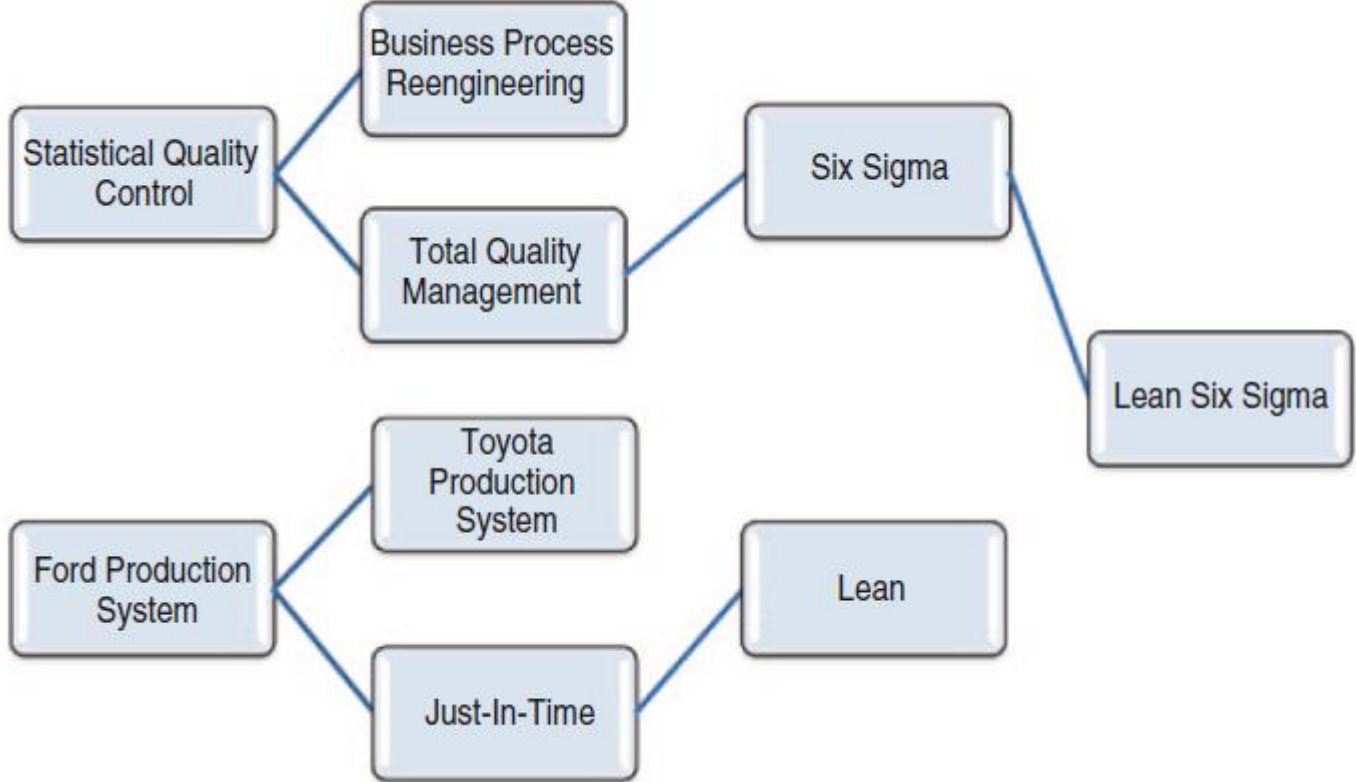 Business Process
Reengineering
Statistical Quality
Control
Six Sigma
Total Quality
Management
Lean Six Sigma
Toyota
Production
System
Ford Production
System
Lean
Just-In-Time